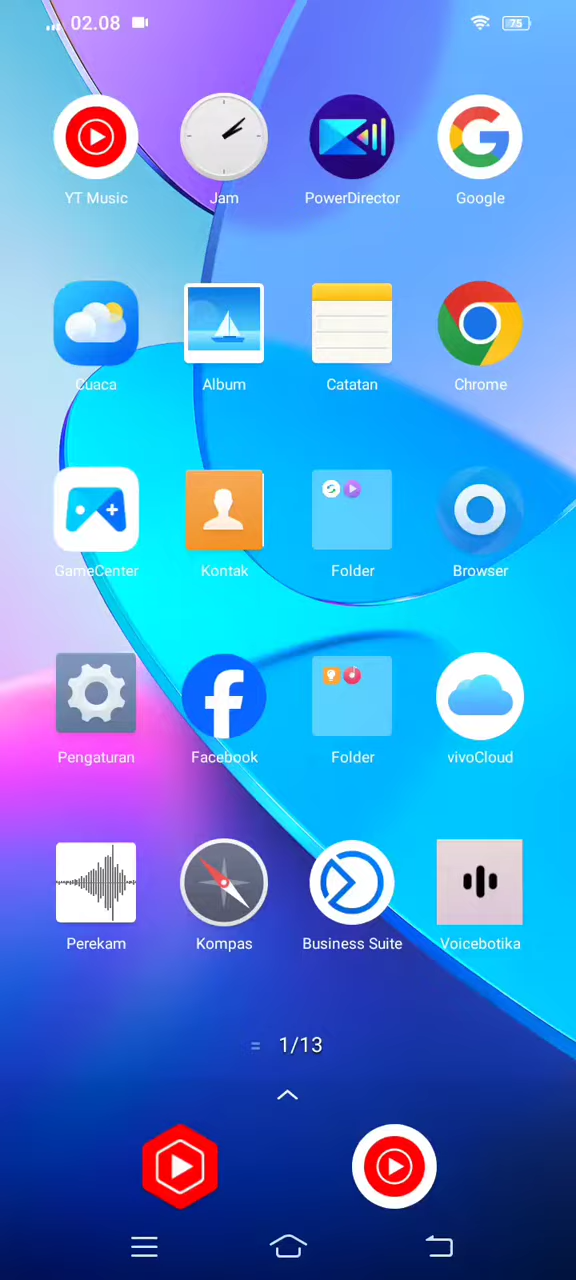 02.08
75
YT Music
Jam
PowerDirector
Google
Cuaca
Album
Catatan
Chrome
GameCenter
Kontak
Folder
Browser
Pengaturan
Facebook
Folder
vivoCloud
Perekam
Kompas
Business Suite
Voicebotika
1/13